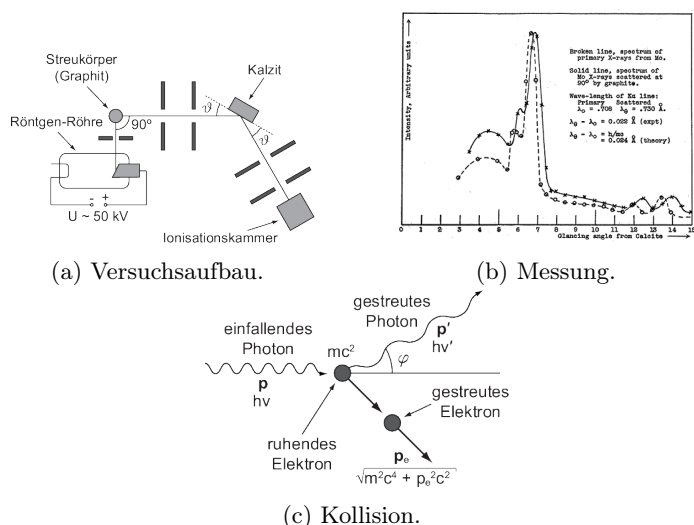 Streukörper
(Graphit)
Kalzit
ϑ
90°
ϑ
Röntgen-Röhre
- +
U ~ 50 kV
Ionisationskammer
(a) Versuchsaufbau.
Intensity, Arbitrary units
Broken line, spectrum of
primary X-rays from Mo.
Solid line, spectrum of
Mo X-rays scattered at
90° by graphite.
Wave-length of Kα line:
Primary Scattered
λo = .708 λθ = .730 Å.
λθ - λo = 0.022 Å (expt)
λθ - λo = h/mc
= 0.024 Å (theory)
0 1 2 3 4 5 6 7 8 9 10 11 12 13 14 15
Glancing angle from Calcite
(b) Messung.
gestreutes
Photon
p'
hν'
einfallendes
Photon
mc²
φ
p
hν
gestreutes
Elektron
ruhendes
Elektron
pe
√m²c⁴ + pe²c²
(c) Kollision.